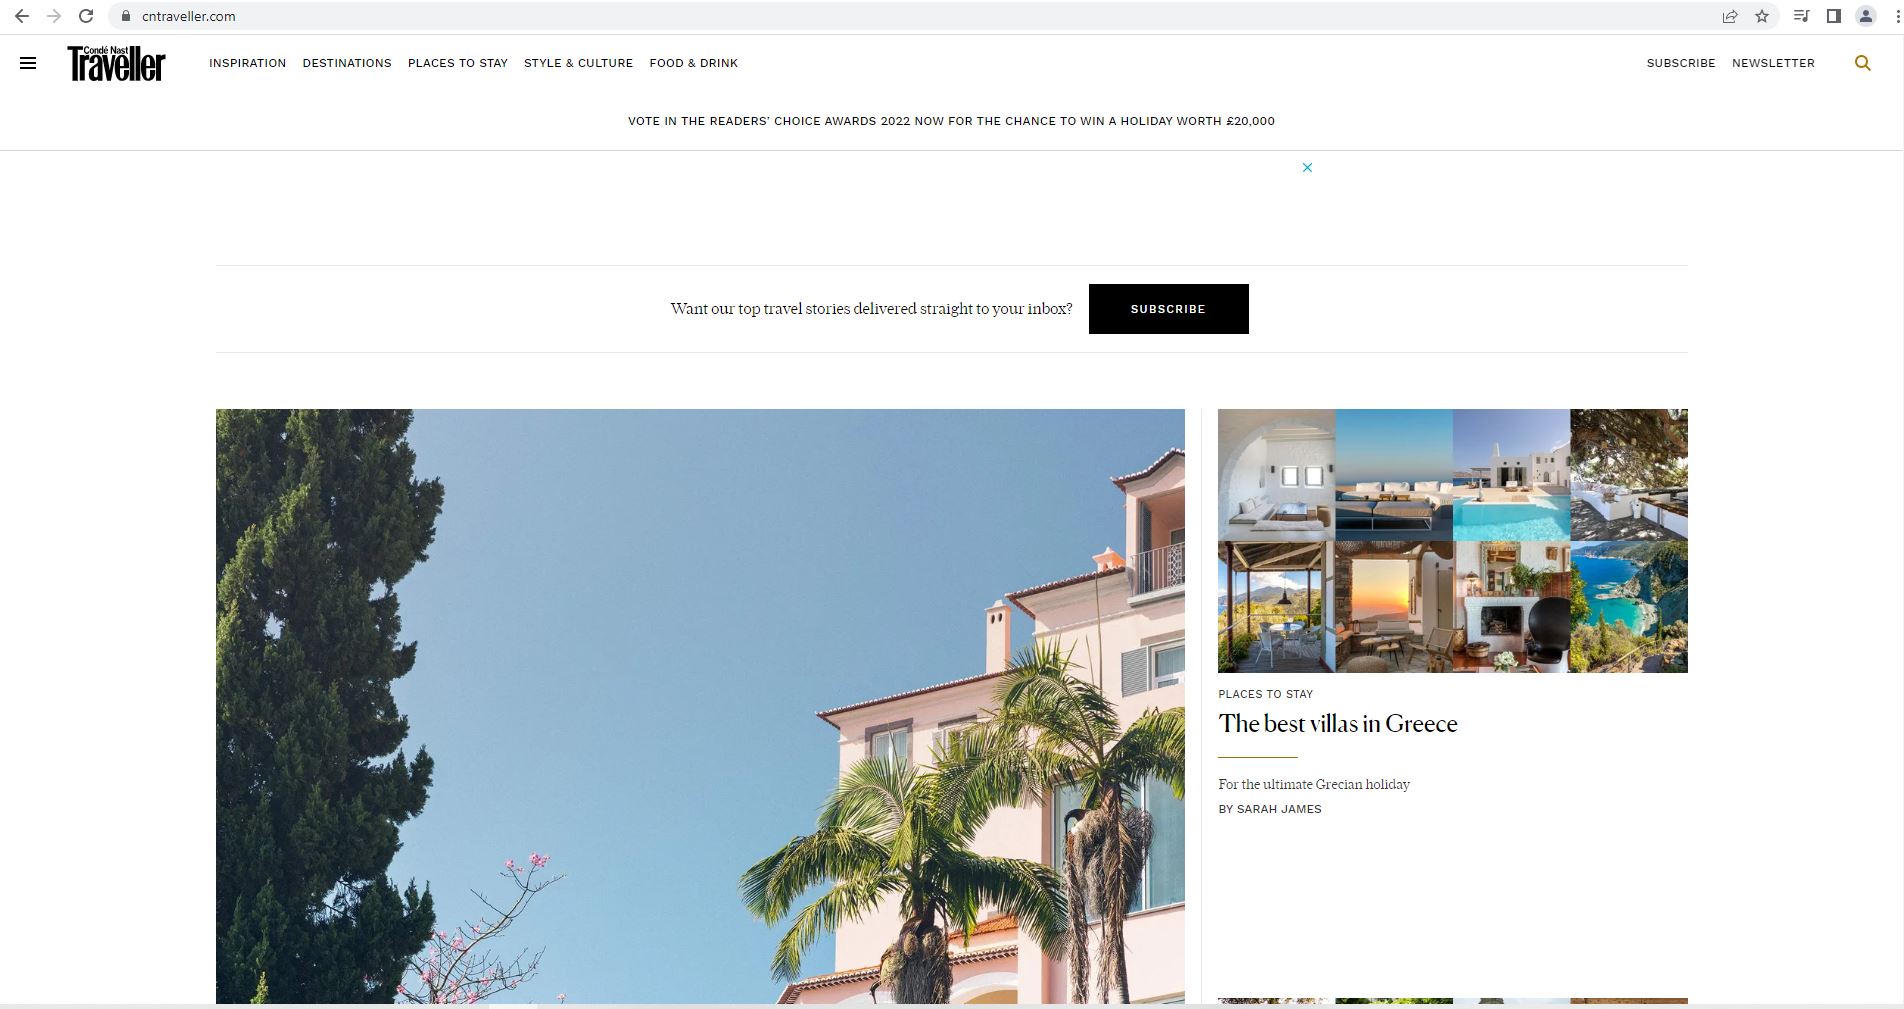 cntraveller.com
Condé Nast
Traveller
INSPIRATION
DESTINATIONS
PLACES TO STAY
STYLE & CULTURE
FOOD & DRINK
SUBSCRIBE
NEWSLETTER
VOTE IN THE READERS' CHOICE AWARDS 2022 NOW FOR THE CHANCE TO WIN A HOLIDAY WORTH £20,000
Want our top travel stories delivered straight to your inbox?
SUBSCRIBE
PLACES TO STAY
The best villas in Greece
For the ultimate Grecian holiday
BY SARAH JAMES